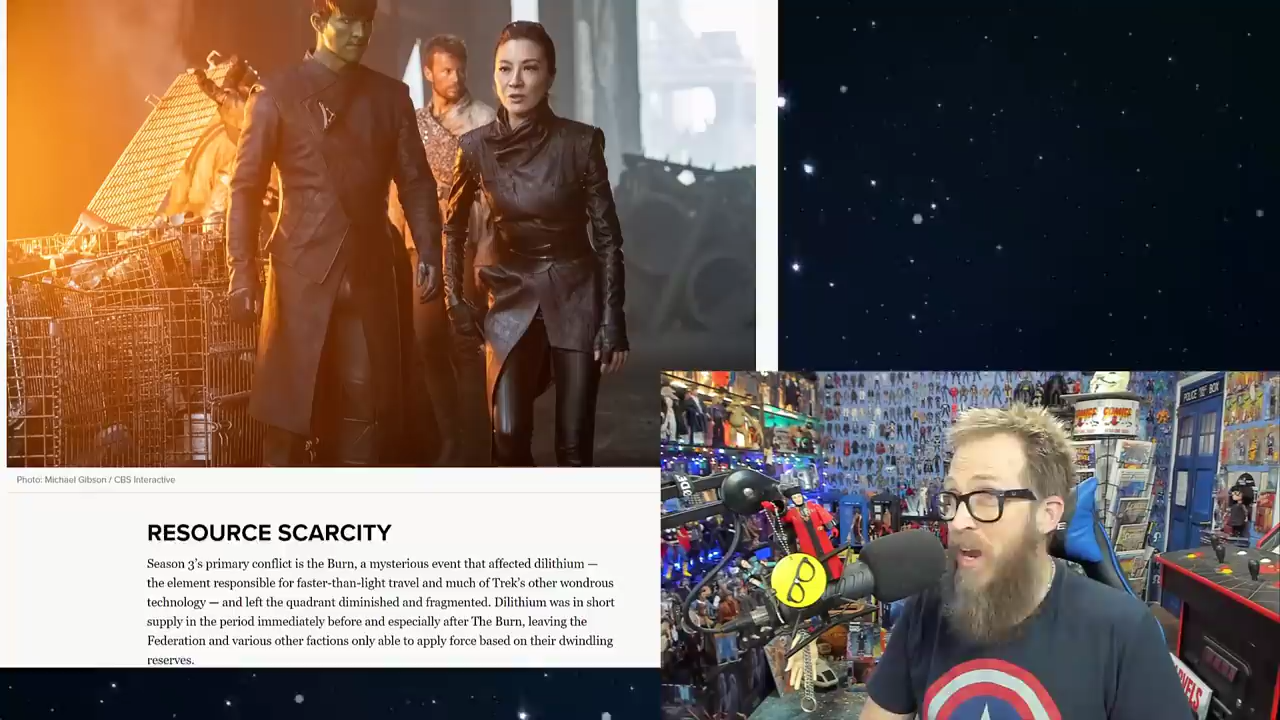 Photo: Michael Gibson / CBS Interactive
RESOURCE SCARCITY
Season 3's primary conflict is the Burn, a mysterious event that affected dilithium —
the element responsible for faster-than-light travel and much of Trek's other wondrous
technology — and left the quadrant diminished and fragmented. Dilithium was in short
supply in the period immediately before and especially after The Burn, leaving the
Federation and various other factions only able to apply force based on their dwindling
reserves.
POLICE BOX
COMICS